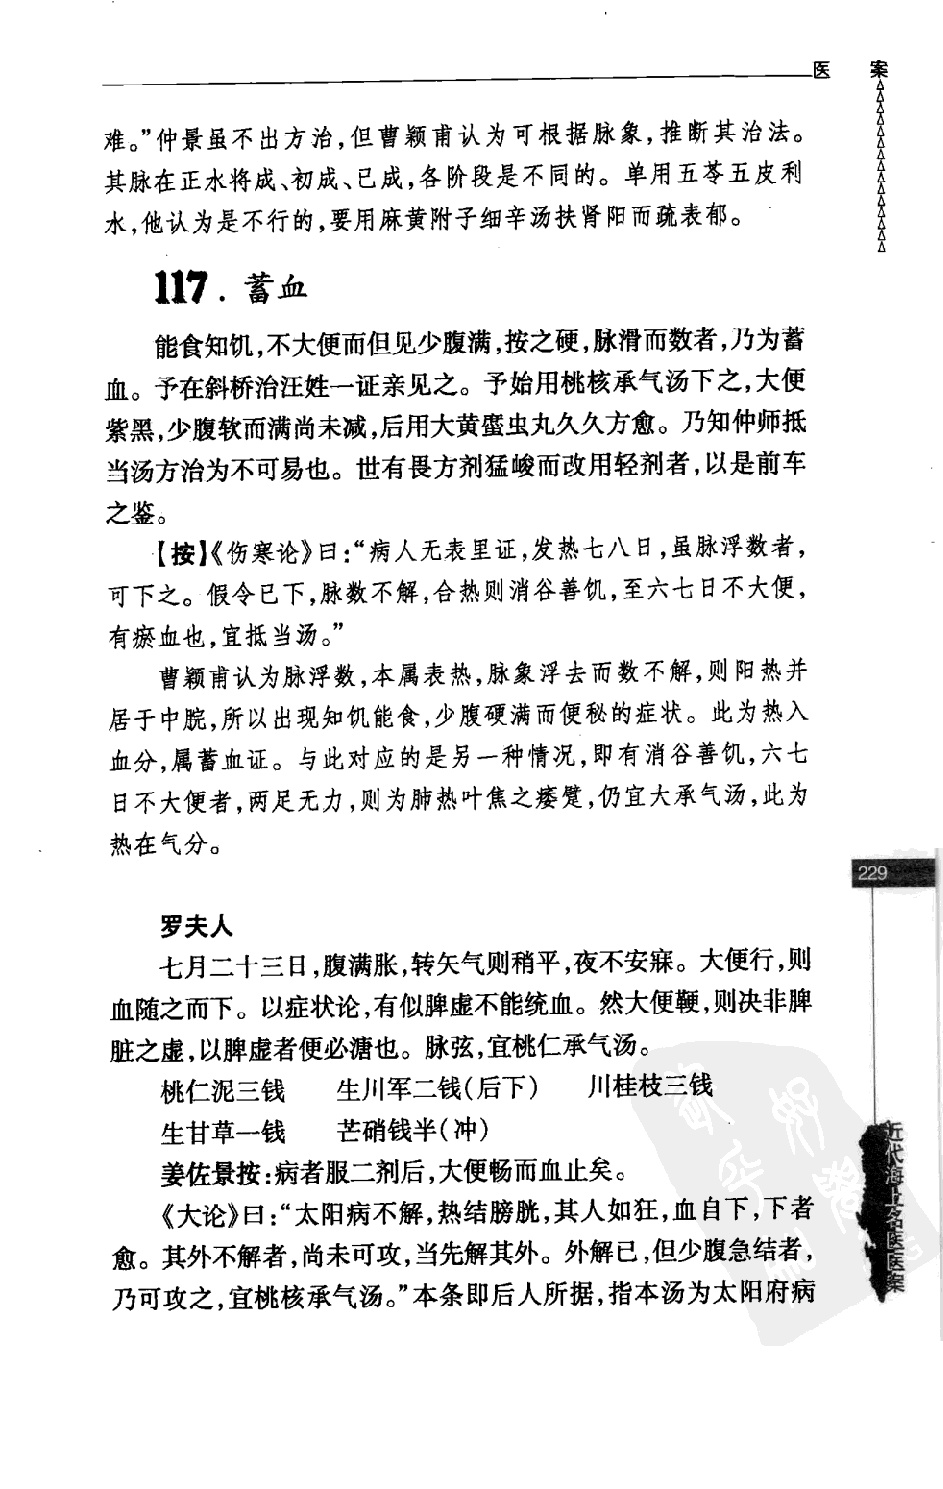 医 案
难。”仲景虽不出方治,但曹颖甫认为可根据脉象,推断其治法。
其脉在正水将成、初成、已成,各阶段是不同的。单用五苓五皮利
水,他认为是不行的,要用麻黄附子细辛汤扶肾阳而疏表郁。
117. 蓄血
能食知饥,不大便而但见少腹满,按之硬,脉滑而数者,乃为蓄
血。予在斜桥治汪姓一证亲见之。予始用桃核承气汤下之,大便
紫黑,少腹软而满尚未减,后用大黄䗪虫丸久久方愈。乃知仲师抵
当汤方治为不可易也。世有畏方剂猛峻而改用轻剂者,以是前车
之鉴。
【按】《伤寒论》曰:“病人无表里证,发热七八日,虽脉浮数者,
可下之。假令已下,脉数不解,合热则消谷善饥,至六七日不大便,
有瘀血也,宜抵当汤。”
曹颖甫认为脉浮数,本属表热,脉象浮去而数不解,则阳热并
居于中脘,所以出现知饥能食,少腹硬满而便秘的症状。此为热入
血分,属蓄血证。与此对应的是另一种情况,即有消谷善饥,六七
日不大便者,两足无力,则为肺热叶焦之痿躄,仍宜大承气汤,此为
热在气分。
229
罗夫人
七月二十三日,腹满胀,转矢气则稍平,夜不安寐。大便行,则
血随之而下。以症状论,有似脾虚不能统血。然大便鞕,则决非脾
脏之虚,以脾虚者便必溏也。脉弦,宜桃仁承气汤。
桃仁泥三钱 生川军二钱(后下) 川桂枝三钱
生甘草一钱 芒硝钱半(冲)
姜佐景按:病者服二剂后,大便畅而血止矣。
《大论》曰:“太阳病不解,热结膀胱,其人如狂,血自下,下者
愈。其外不解者,尚未可攻,当先解其外。外解已,但少腹急结者,
乃可攻之,宜桃核承气汤。”本条即后人所据,指本汤为太阳府病
近代海上名医医案